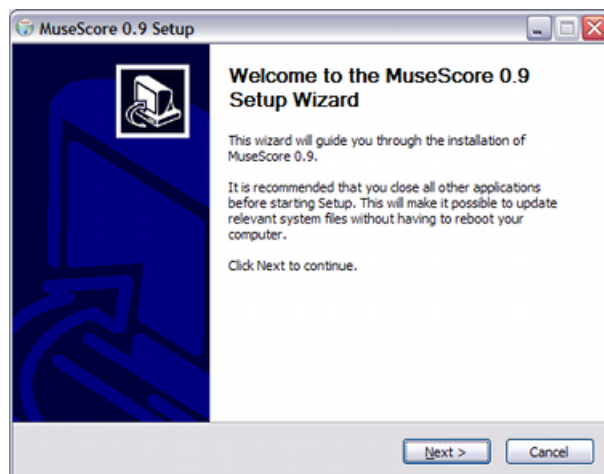 MuseScore 0.9 Setup
Welcome to the MuseScore 0.9
Setup Wizard
This wizard will guide you through the installation of
MuseScore 0.9.
It is recommended that you close all other applications
before starting Setup. This will make it possible to update
relevant system files without having to reboot your
computer.
Click Next to continue.
Next >
Cancel